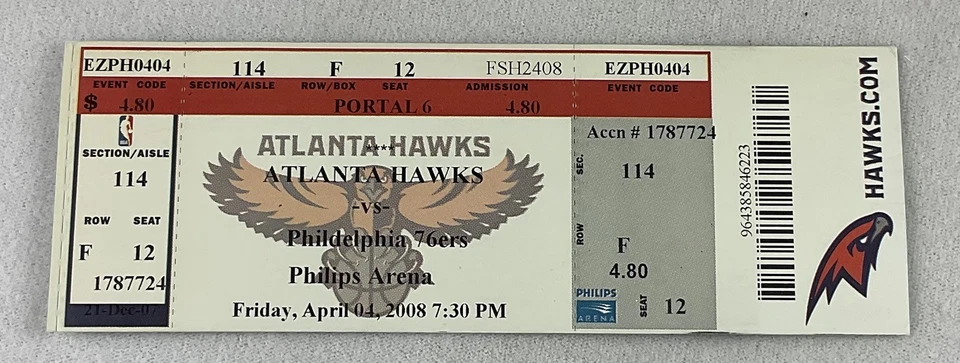 EZPH0404 114 F 12 FSH2408 EZPH0404
EVENT CODE SECTION/AISLE ROW/BOX SEAT ADMISSION EVENT CODE
$ 4.80 PORTAL 6 4.80
SECTION/AISLE
114
ROW SEAT
F 12
1787724
21-Dec-07
ATLANTA HAWKS
****
ATLANTA HAWKS
-vs-
Phildelphia 76ers
Philips Arena
Friday, April 04, 2008 7:30 PM
Accn # 1787724
SEC. 114
ROW F
4.80
PHILIPS
ARENA
SEAT 12
964385846223
HAWKS.COM